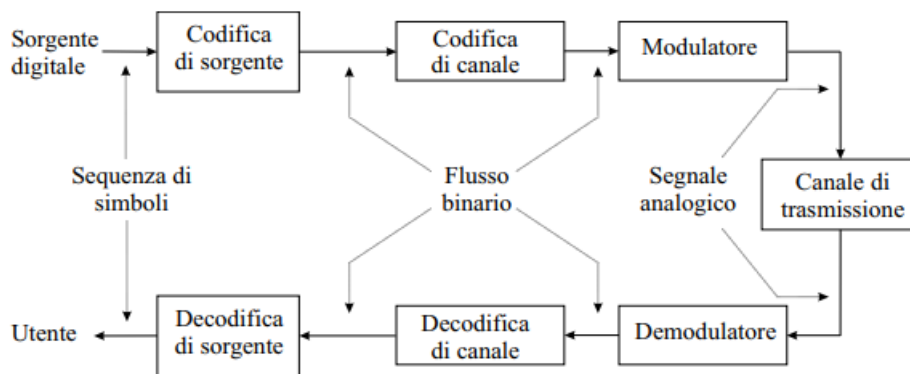 Sorgente
digitale
Codifica
di sorgente
Codifica
di canale
Modulatore
Sequenza di
simboli
Flusso
binario
Segnale
analogico
Canale di
trasmissione
Utente
Decodifica
di sorgente
Decodifica
di canale
Demodulatore